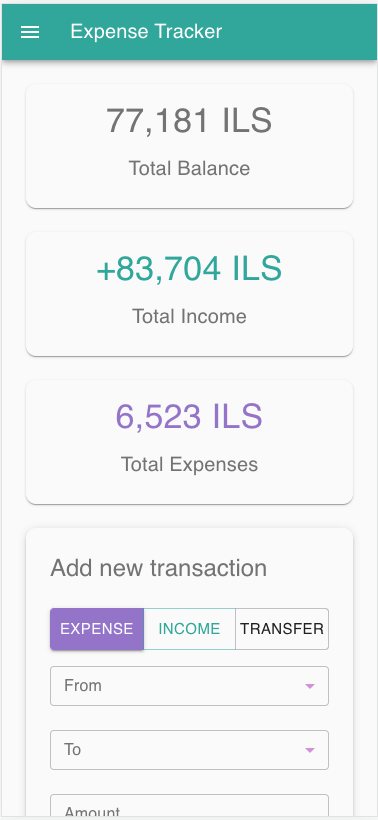 Expense Tracker
77,181 ILS
Total Balance
+83,704 ILS
Total Income
6,523 ILS
Total Expenses
Add new transaction
EXPENSE INCOME TRANSFER
From
To
Amount